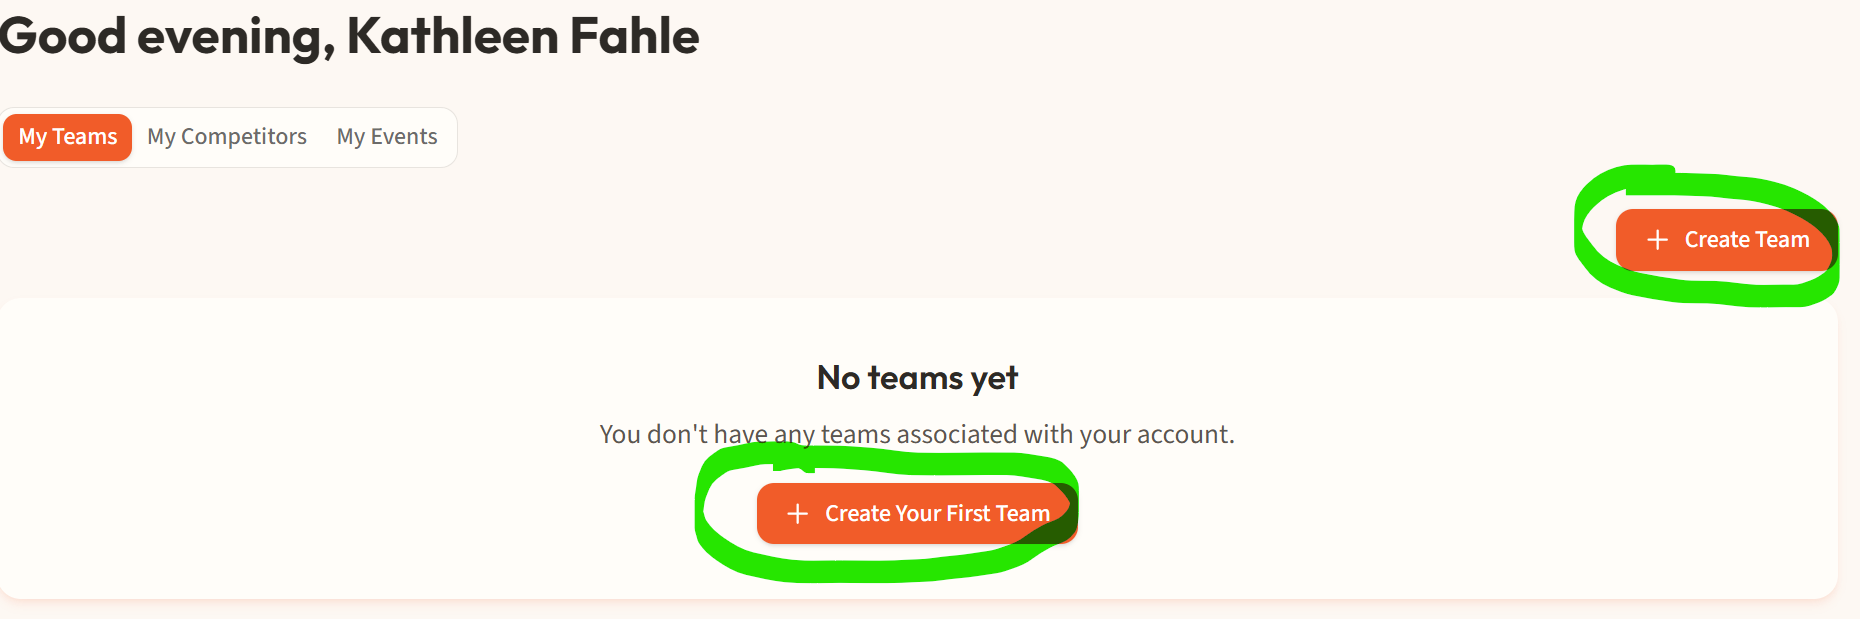 Good evening, Kathleen Fahle
My Teams My Competitors My Events
+ Create Team
No teams yet
You don't have any teams associated with your account.
+ Create Your First Team